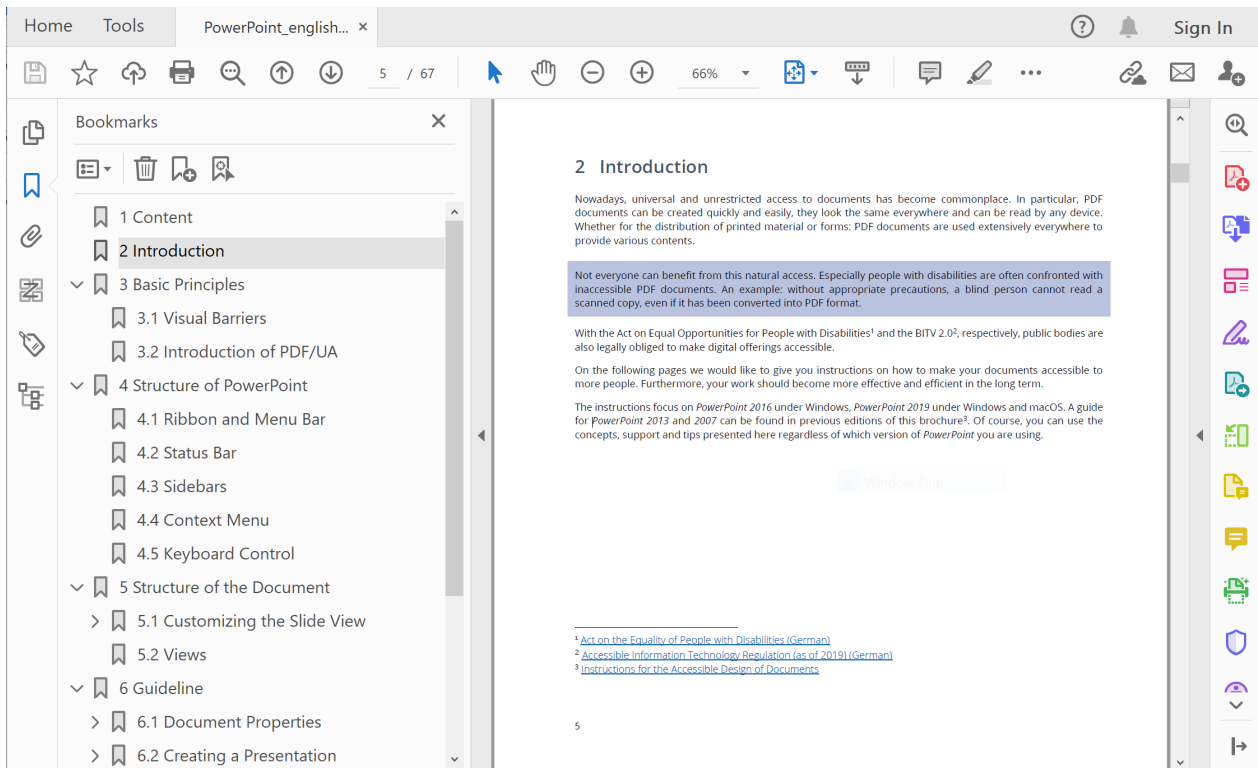 Home Tools PowerPoint_english... × Sign In
5 / 67 66%
Bookmarks
1 Content
2 Introduction
3 Basic Principles
3.1 Visual Barriers
3.2 Introduction of PDF/UA
4 Structure of PowerPoint
4.1 Ribbon and Menu Bar
4.2 Status Bar
4.3 Sidebars
4.4 Context Menu
4.5 Keyboard Control
5 Structure of the Document
5.1 Customizing the Slide View
5.2 Views
6 Guideline
6.1 Document Properties
6.2 Creating a Presentation
2 Introduction
Nowadays, universal and unrestricted access to documents has become commonplace. In particular, PDF
documents can be created quickly and easily, they look the same everywhere and can be read by any device.
Whether for the distribution of printed material or forms: PDF documents are used extensively everywhere to
provide various contents.
Not everyone can benefit from this natural access. Especially people with disabilities are often confronted with
inaccessible PDF documents. An example: without appropriate precautions, a blind person cannot read a
scanned copy, even if it has been converted into PDF format.
With the Act on Equal Opportunities for People with Disabilities¹ and the BITV 2.0², respectively, public bodies are
also legally obliged to make digital offerings accessible.
On the following pages we would like to give you instructions on how to make your documents accessible to
more people. Furthermore, your work should become more effective and efficient in the long term.
The instructions focus on PowerPoint 2016 under Windows, PowerPoint 2019 under Windows and macOS. A guide
for PowerPoint 2013 and 2007 can be found in previous editions of this brochure³. Of course, you can use the
concepts, support and tips presented here regardless of which version of PowerPoint you are using.
Window Snip
¹ Act on the Equality of People with Disabilities (German)
² Accessible Information Technology Regulation (as of 2019) (German)
³ Instructions for the Accessible Design of Documents
5